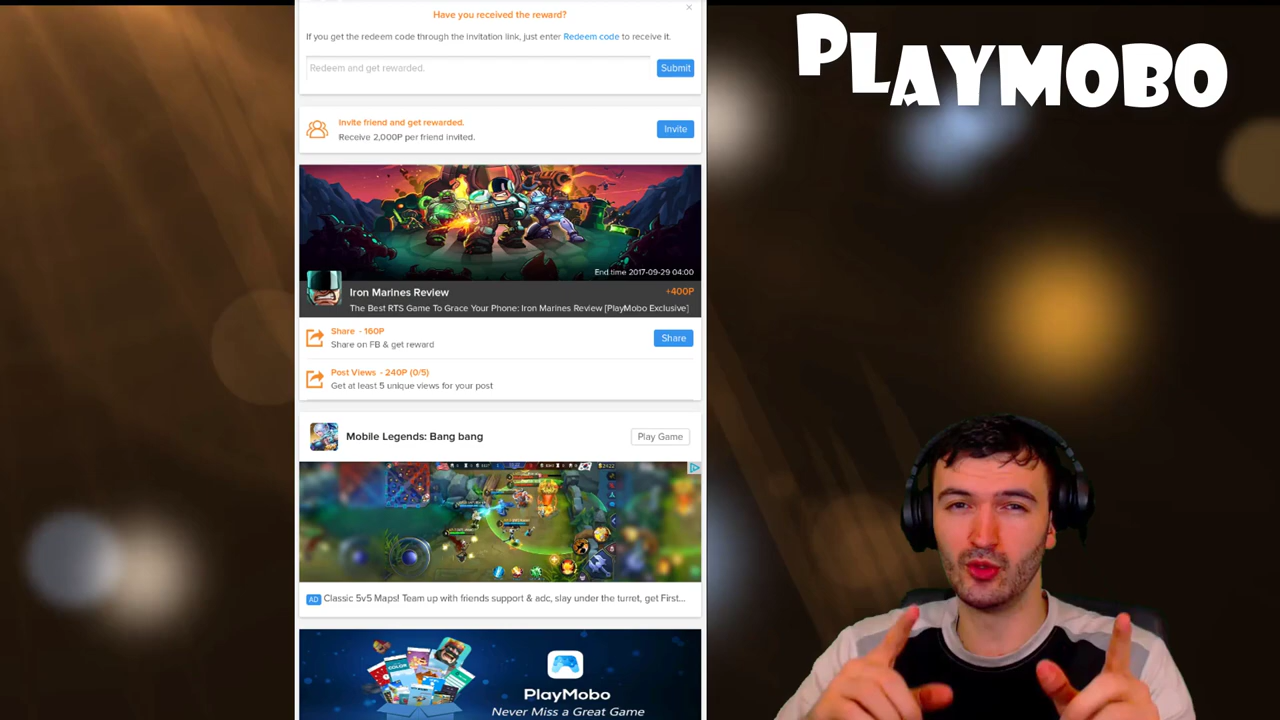 PLAYMOBO
Have you received the reward?
If you get the redeem code through the invitation link, just enter Redeem code to receive it.
Redeem and get rewarded.
Submit
Invite friend and get rewarded.
Receive 2,000P per friend invited.
Invite
End time 2017-09-29 04:00
Iron Marines Review
+400P
The Best RTS Game To Grace Your Phone: Iron Marines Review [PlayMobo Exclusive]
Share - 160P
Share on FB & get reward
Share
Post Views - 240P (0/5)
Get at least 5 unique views for your post
Mobile Legends: Bang bang
Play Game
AD Classic 5v5 Maps! Team up with friends support & adc, slay under the turret, get First...
PlayMobo
Never Miss a Great Game